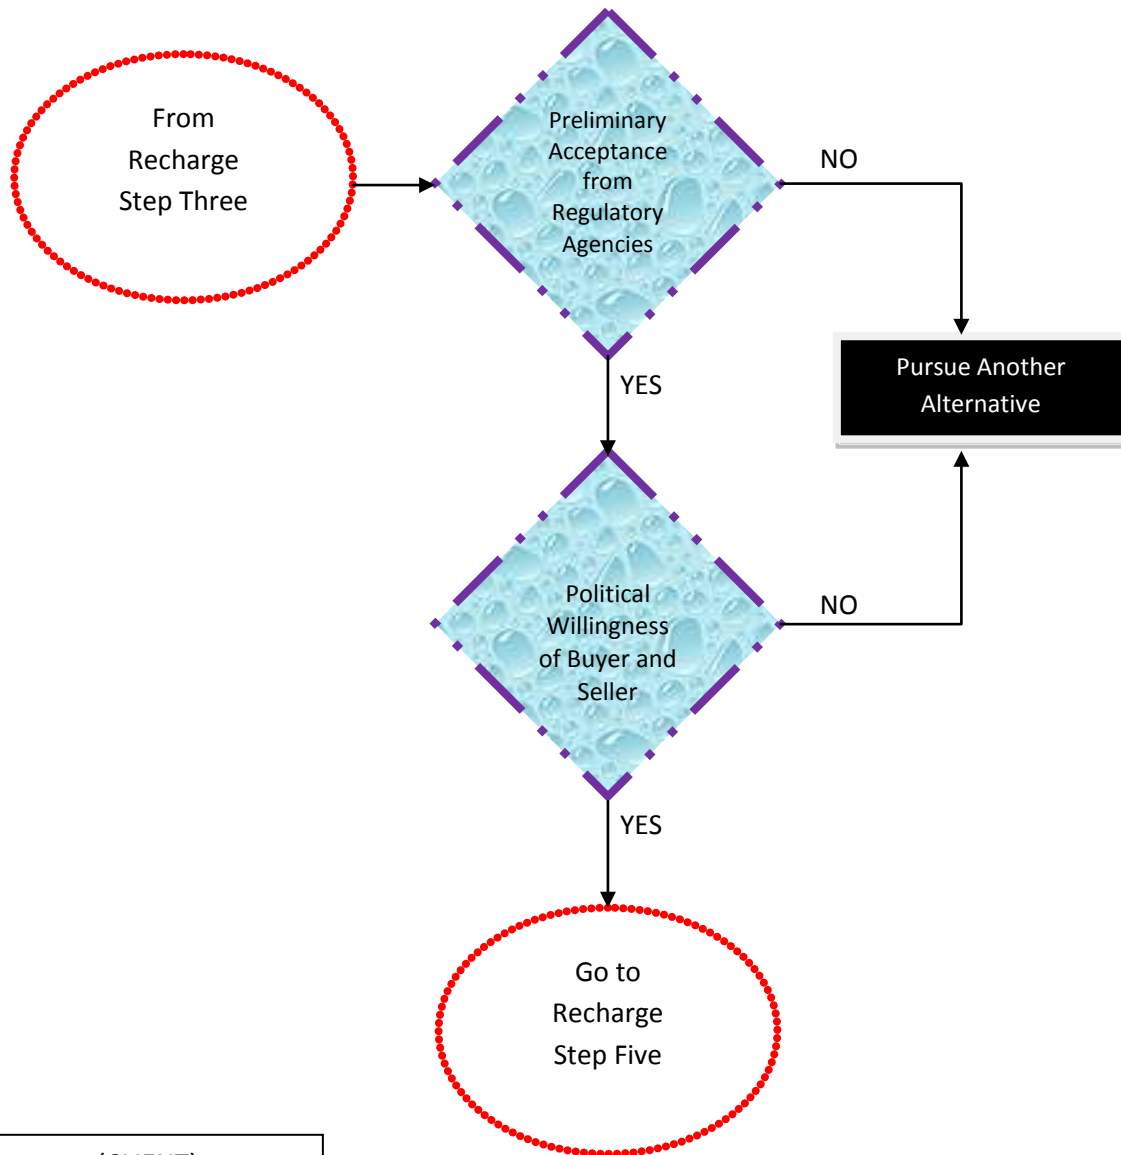 From
Recharge
Step Three
Preliminary
Acceptance
from
Regulatory
Agencies
NO
YES
Pursue Another
Alternative
Political
Willingness
of Buyer and
Seller
NO
YES
Go to
Recharge
Step Five